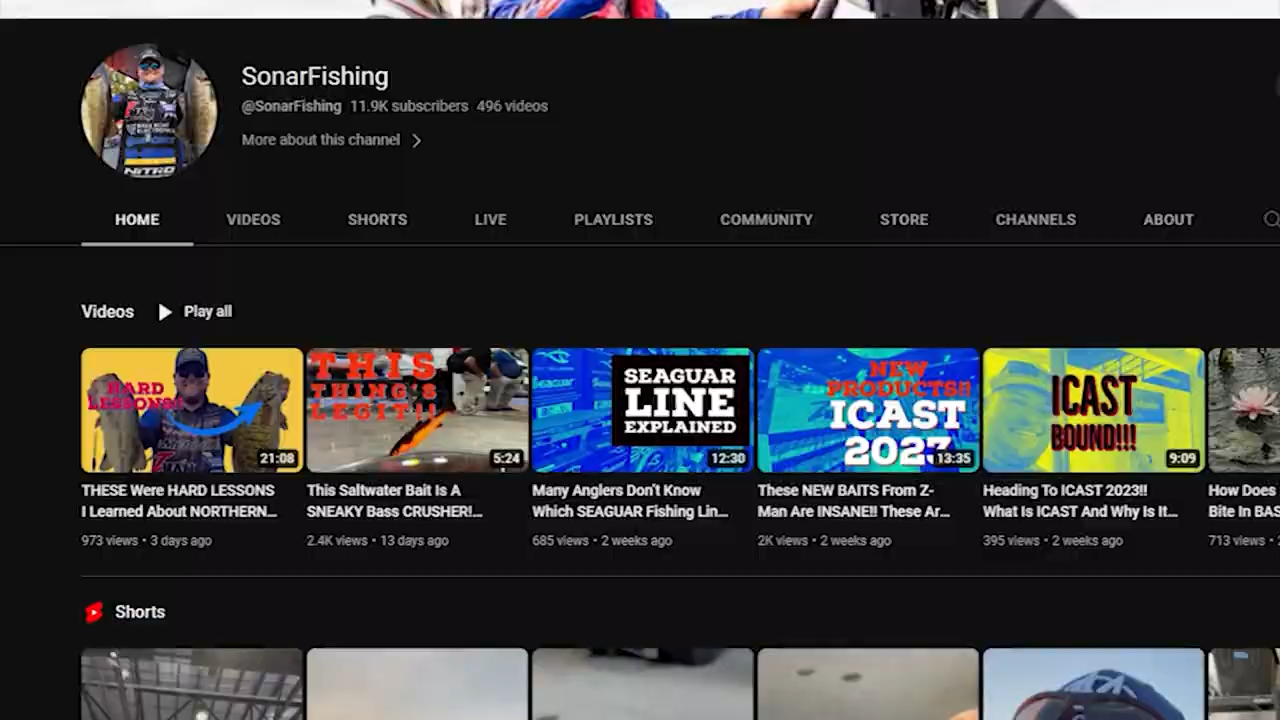 SonarFishing
@SonarFishing 11.9K subscribers 496 videos
More about this channel
HOME VIDEOS SHORTS LIVE PLAYLISTS COMMUNITY STORE CHANNELS ABOUT
Videos Play all
HARD
LESSONS!
21:08
THIS
THING'S
LEGIT!!
5:24
SEAGUAR
LINE
EXPLAINED
12:30
NEW
PRODUCTS!!
ICAST
2023
13:35
ICAST
BOUND!!!
9:09
THESE Were HARD LESSONS
I Learned About NORTHERN...
973 views • 3 days ago
This Saltwater Bait Is A
SNEAKY Bass CRUSHER!...
2.4K views • 13 days ago
Many Anglers Don't Know
Which SEAGUAR Fishing Lin...
685 views • 2 weeks ago
These NEW BAITS From Z-
Man Are INSANE!! These Ar...
2K views • 2 weeks ago
Heading To ICAST 2023!!
What Is ICAST And Why Is It...
395 views • 2 weeks ago
How Does
Bite In BAS
713 views •
Shorts
NITRO